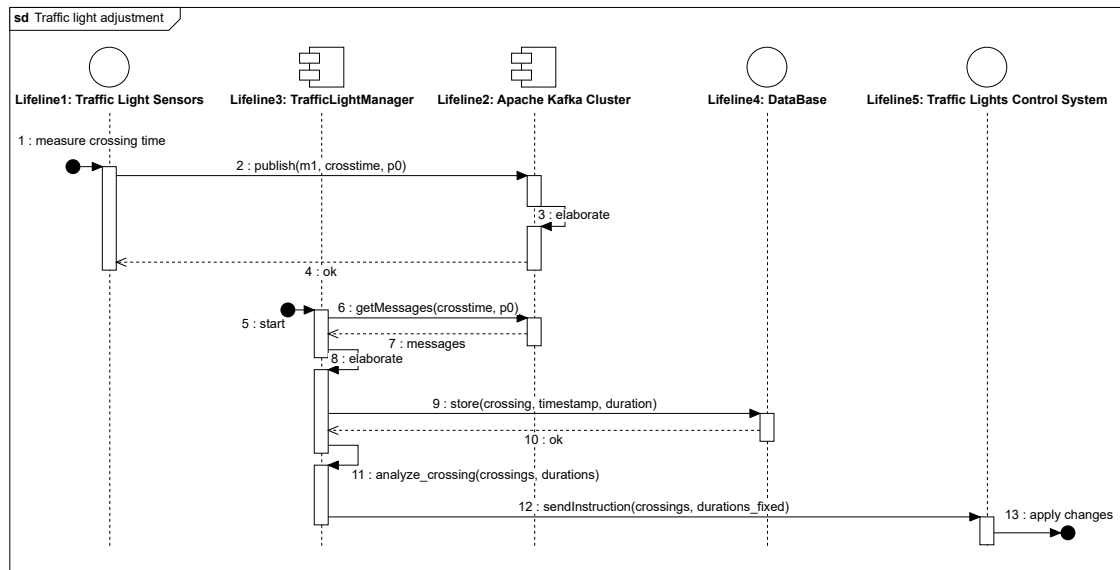 sd Traffic light adjustment
Lifeline1: Traffic Light Sensors
Lifeline3: TrafficLightManager
Lifeline2: Apache Kafka Cluster
Lifeline4: DataBase
Lifeline5: Traffic Lights Control System
1 : measure crossing time
2 : publish(m1, crosstime, p0)
3 : elaborate
4 : ok
5 : start
6 : getMessages(crosstime, p0)
7 : messages
8 : elaborate
9 : store(crossing, timestamp, duration)
10 : ok
11 : analyze_crossing(crossings, durations)
12 : sendInstruction(crossings, durations_fixed)
13 : apply changes